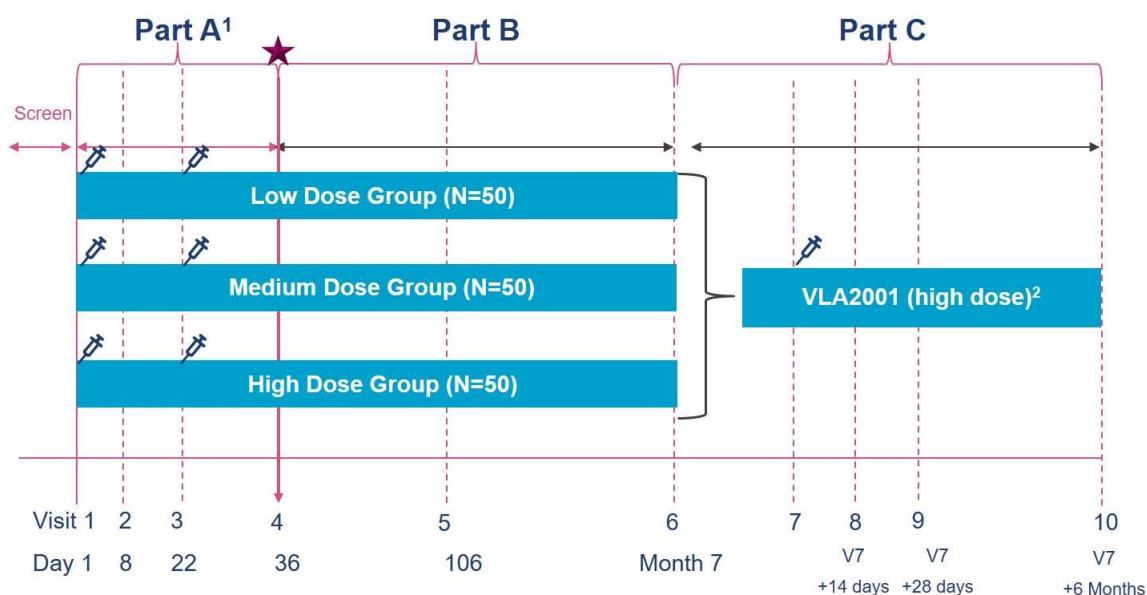 Part A¹ Part B Part C
Screen
Low Dose Group (N=50)
Medium Dose Group (N=50)
VLA2001 (high dose)²
High Dose Group (N=50)
Visit 1 2 3 4 5 6 7 8 9 10
Day 1 8 22 36 106 Month 7 V7 V7 V7
+14 days +28 days +6 Months